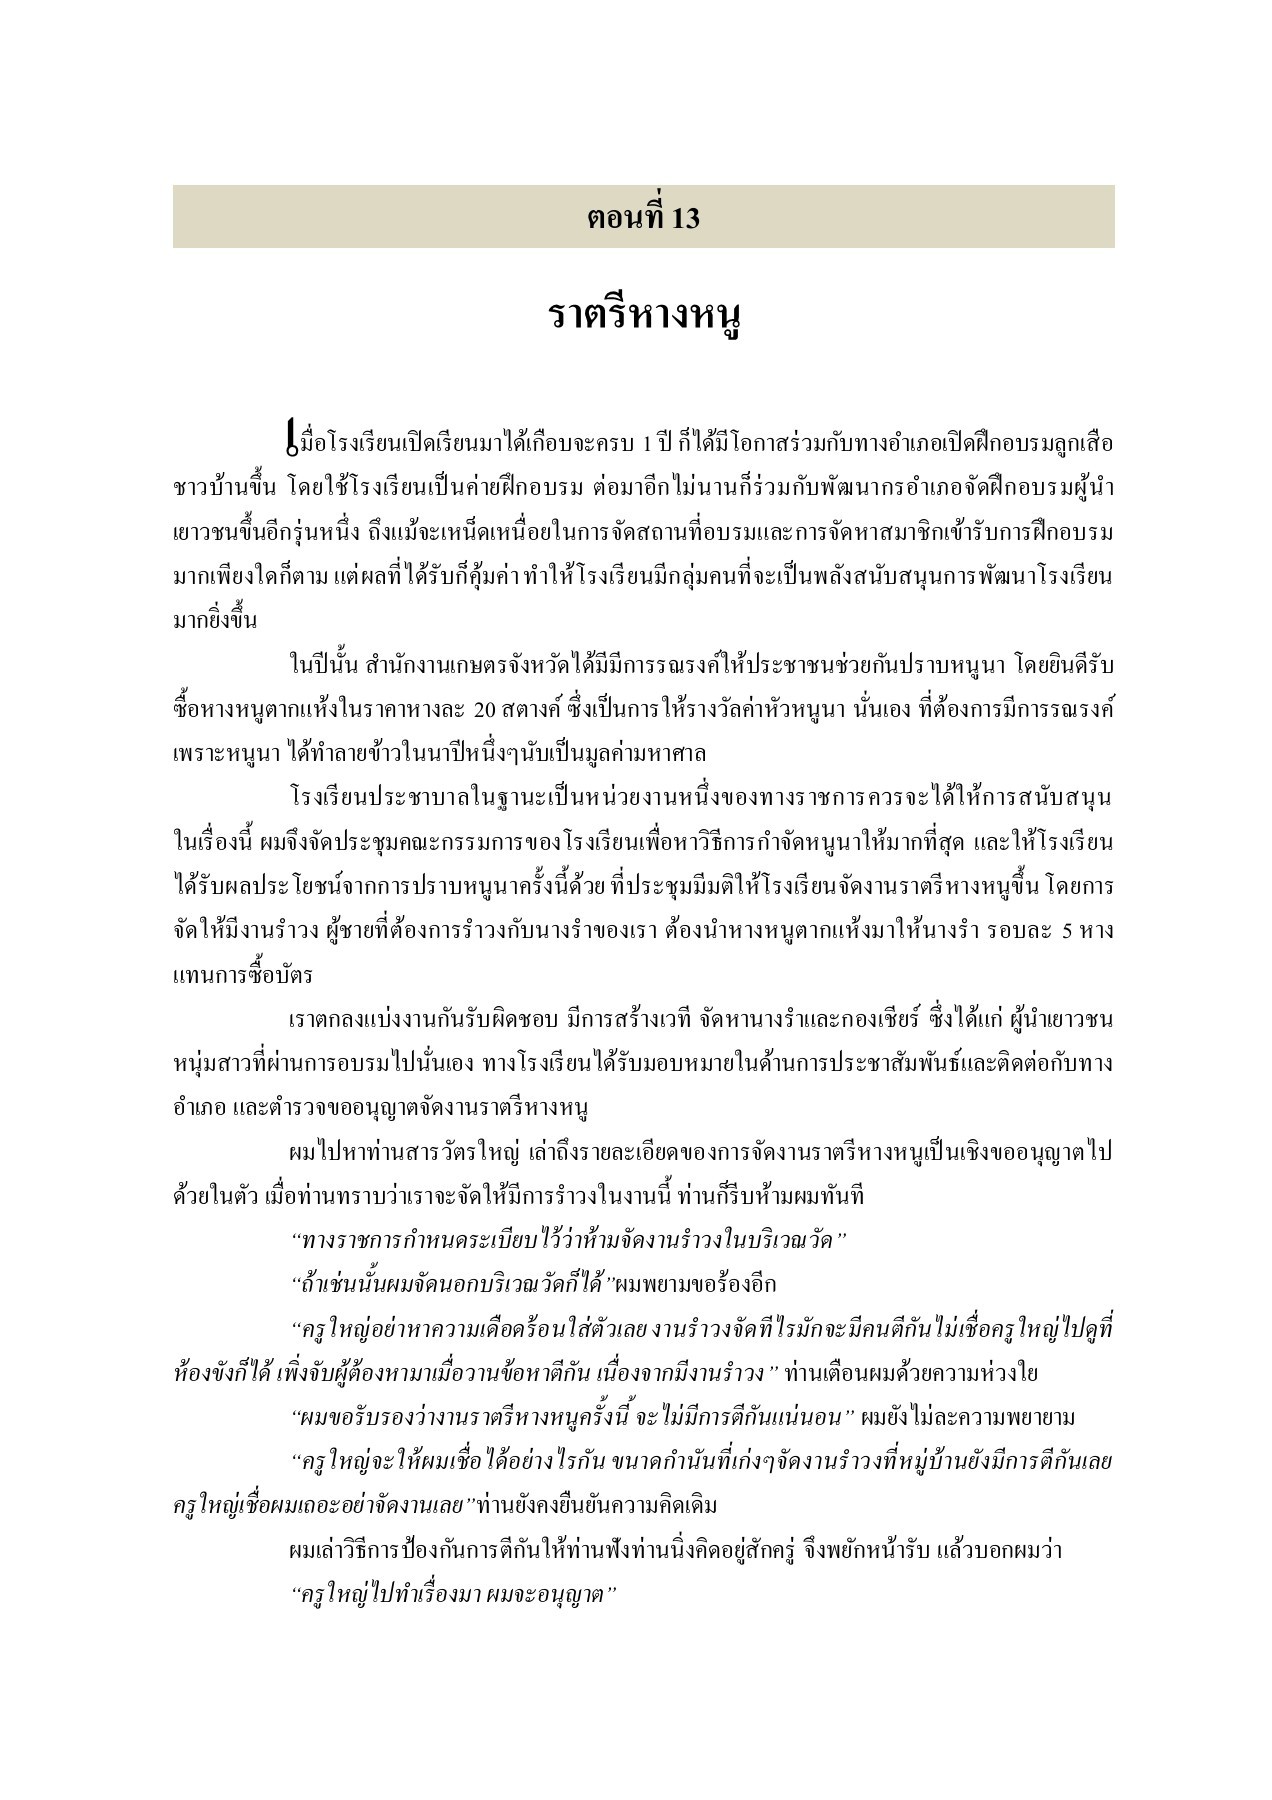 ตอนที่ 13
ราตรีหางหนู
เมื่อโรงเรียนเปิดเรียนมาได้เกือบจะครบ 1 ปี ก็ได้มีโอกาสร่วมกับทางอำเภอเปิดฝึกอบรมลูกเสือ
ชาวบ้านขึ้น โดยใช้โรงเรียนเป็นค่ายฝึกอบรม ต่อมาอีกไม่นานก็ร่วมกับพัฒนากรอำเภอจัดฝึกอบรมผู้นำ
เยาวชนขึ้นอีกรุ่นหนึ่ง ถึงแม้จะเหน็ดเหนื่อยในการจัดสถานที่อบรมและการจัดหาสมาชิกเข้ารับการฝึกอบรม
มากเพียงใดก็ตาม แต่ผลที่ได้รับก็คุ้มค่า ทำให้โรงเรียนมีกลุ่มคนที่จะเป็นพลังสนับสนุนการพัฒนาโรงเรียน
มากยิ่งขึ้น
ในปีนั้น สำนักงานเกษตรจังหวัดได้มีมีการรณรงค์ให้ประชาชนช่วยกันปราบหนูนา โดยยินดีรับ
ซื้อหางหนูตากแห้งในราคาหางละ 20 สตางค์ ซึ่งเป็นการให้รางวัลค่าหัวหนูนา นั่นเอง ที่ต้องการมีการรณรงค์
เพราะหนูนา ได้ทำลายข้าวในนาปีหนึ่งๆนับเป็นมูลค่ามหาศาล
โรงเรียนประชาบาลในฐานะเป็นหน่วยงานหนึ่งของทางราชการควรจะได้ให้การสนับสนุน
ในเรื่องนี้ ผมจึงจัดประชุมคณะกรรมการของโรงเรียนเพื่อหาวิธีการกำจัดหนูนาให้มากที่สุด และให้โรงเรียน
ได้รับผลประโยชน์จากการปราบหนูนาครั้งนี้ด้วย ที่ประชุมมีมติให้โรงเรียนจัดงานราตรีหางหนูขึ้น โดยการ
จัดให้มีงานรำวง ผู้ชายที่ต้องการรำวงกับนางรำของเรา ต้องนำหางหนูตากแห้งมาให้นางรำ รอบละ 5 หาง
แทนการซื้อบัตร
เราตกลงแบ่งงานกันรับผิดชอบ มีการสร้างเวที จัดหานางรำและกองเชียร์ ซึ่งได้แก่ ผู้นำเยาวชน
หนุ่มสาวที่ผ่านการอบรมไปนั่นเอง ทางโรงเรียนได้รับมอบหมายในด้านการประชาสัมพันธ์และติดต่อกับทาง
อำเภอ และตำรวจขออนุญาตจัดงานราตรีหางหนู
ผมไปหาท่านสารวัตรใหญ่ เล่าถึงรายละเอียดของการจัดงานราตรีหางหนูเป็นเชิงขออนุญาตไป
ด้วยในตัว เมื่อท่านทราบว่าเราจะจัดให้มีการรำวงในงานนี้ ท่านก็รีบห้ามผมทันที
“ทางราชการกำหนดระเบียบไว้ว่าห้ามจัดงานรำวงในบริเวณวัด”
“ถ้าเช่นนั้นผมจัดนอกบริเวณวัดก็ได้”ผมพยามขอร้องอีก
“ครูใหญ่อย่าหาความเดือดร้อนใส่ตัวเลย งานรำวงจัดทีไรมักจะมีคนตีกันไม่เชื่อครูใหญ่ไปดูที่
ห้องขังก็ได้ เพิ่งจับผู้ต้องหามาเมื่อวานข้อหาตีกัน เนื่องจากมีงานรำวง” ท่านเตือนผมด้วยความห่วงใย
“ผมขอรับรองว่างานราตรีหางหนูครั้งนี้ จะไม่มีการตีกันแน่นอน” ผมยังไม่ละความพยายาม
“ครูใหญ่จะให้ผมเชื่อได้อย่างไรกัน ขนาดกำนันที่เก่งๆจัดงานรำวงที่หมู่บ้านยังมีการตีกันเลย
ครูใหญ่เชื่อผมเถอะอย่าจัดงานเลย”ท่านยังคงยืนยันความคิดเดิม
ผมเล่าวิธีการป้องกันการตีกันให้ท่านฟังท่านนิ่งคิดอยู่สักครู่ จึงพยักหน้ารับ แล้วบอกผมว่า
“ครูใหญ่ไปทำเรื่องมา ผมจะอนุญาต”